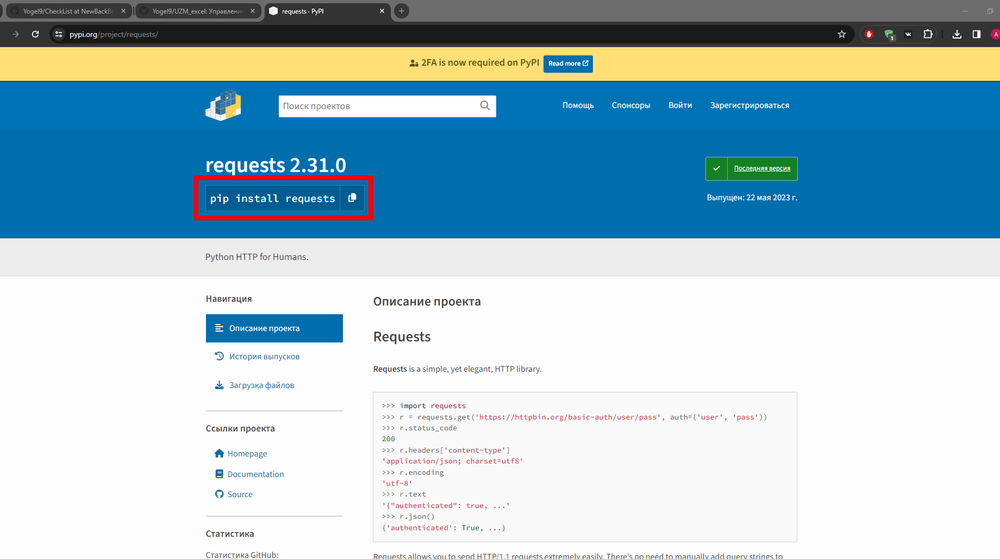 Yogel9/CheckList at NewBackBr
Yogel9/UZM_excel: Управление
requests · PyPI
pypi.org/project/requests/
1
A
2FA is now required on PyPI
Read more
Поиск проектов
Помощь
Спонсоры
Войти
Зарегистрироваться
requests 2.31.0
Последняя версия
pip install requests
Выпущен: 22 мая 2023 г.
Python HTTP for Humans.
Навигация
Описание проекта
История выпусков
Загрузка файлов
Ссылки проекта
Homepage
Documentation
Source
Статистика
Статистика GitHub:
Описание проекта
Requests
Requests is a simple, yet elegant, HTTP library.
>>> import requests
>>> r = requests.get('https://httpbin.org/basic-auth/user/pass', auth=('user', 'pass'))
>>> r.status_code
200
>>> r.headers['content-type']
'application/json; charset=utf8'
>>> r.encoding
'utf-8'
>>> r.text
'{"authenticated": true, ...'
>>> r.json()
{'authenticated': True, ...}
Requests allows you to send HTTP/1.1 requests extremely easily. There's no need to manually add query strings to